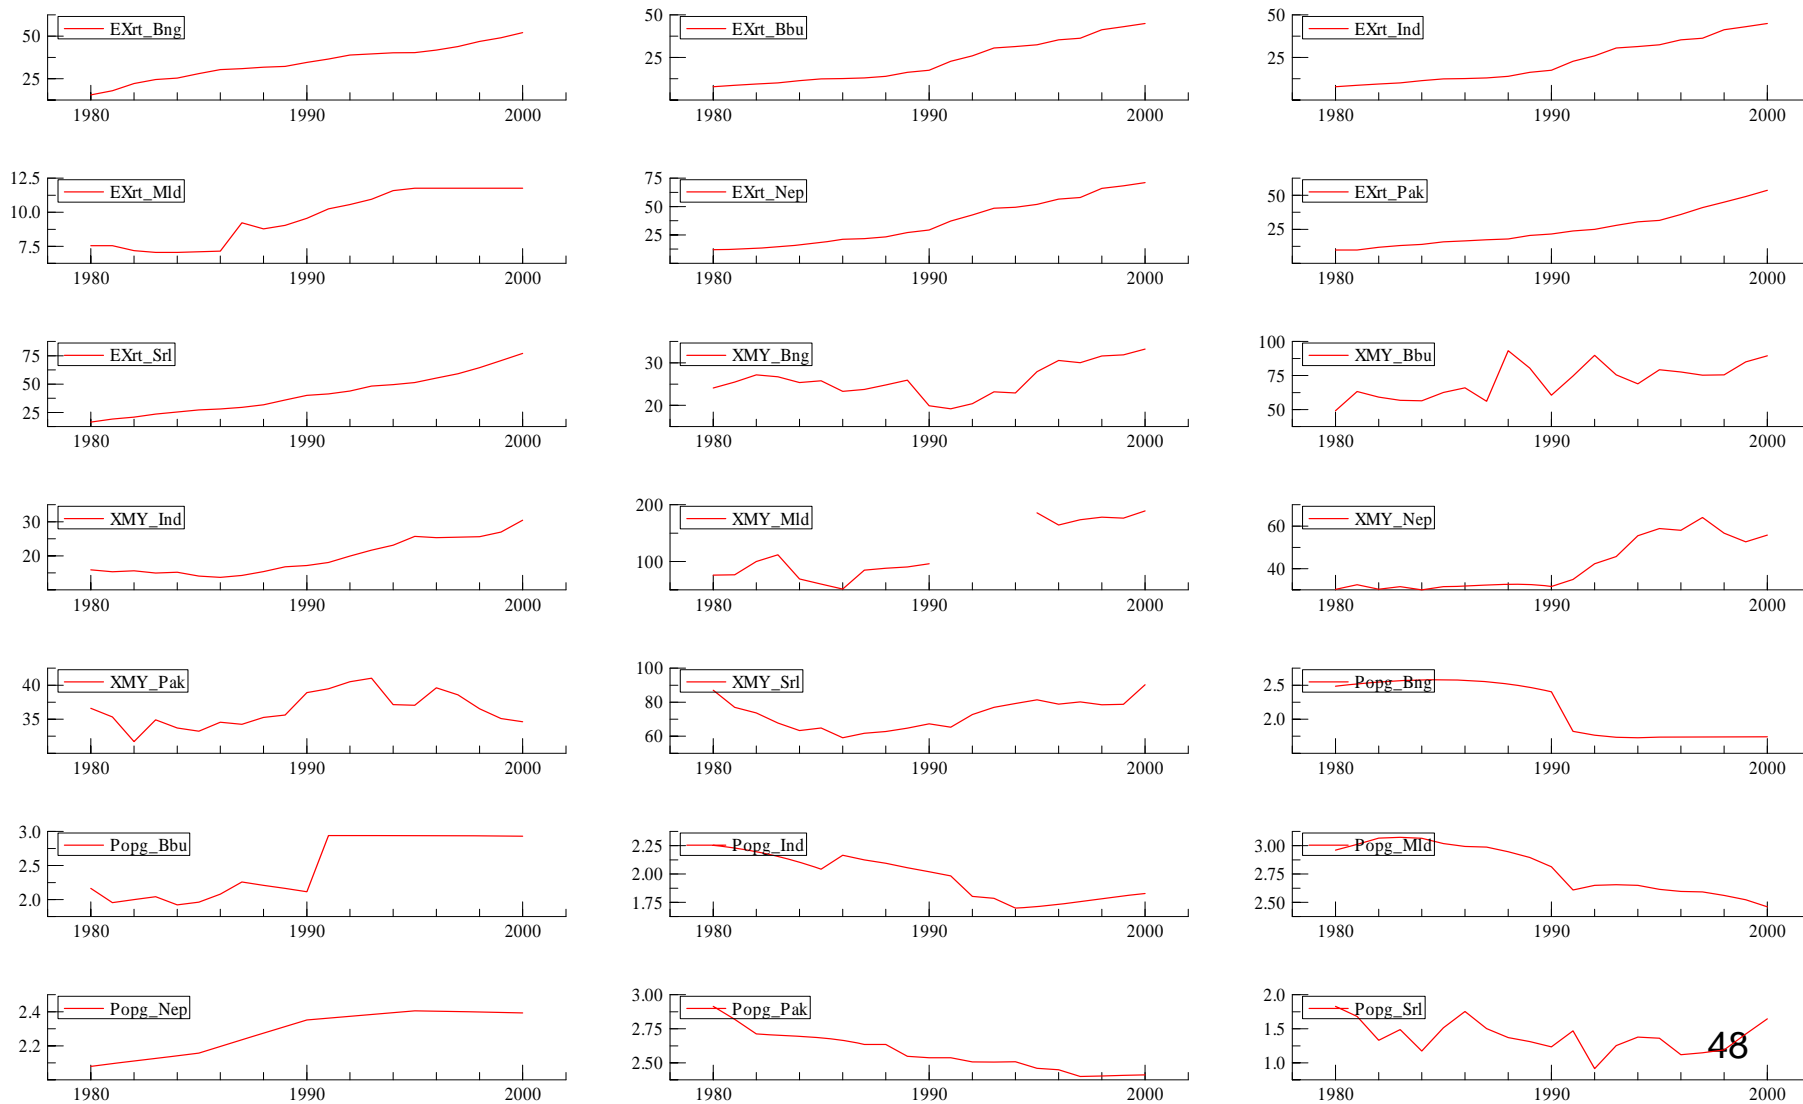 EXrt_Bng
50
25
1980 1990 2000
EXrt_Bbu
50
25
1980 1990 2000
EXrt_Ind
50
25
1980 1990 2000
EXrt_Mld
12.5
10.0
7.5
1980 1990 2000
EXrt_Nep
75
50
25
1980 1990 2000
EXrt_Pak
50
25
1980 1990 2000
EXrt_Srl
75
50
25
1980 1990 2000
XMY_Bng
30
20
1980 1990 2000
XMY_Bbu
100
75
50
1980 1990 2000
XMY_Ind
30
20
1980 1990 2000
XMY_Mld
200
100
1980 1990 2000
XMY_Nep
60
40
1980 1990 2000
XMY_Pak
40
35
1980 1990 2000
XMY_Srl
100
80
60
1980 1990 2000
Popg_Bng
2.5
2.0
1980 1990 2000
Popg_Bbu
3.0
2.5
2.0
1980 1990 2000
Popg_Ind
2.25
2.00
1.75
1980 1990 2000
Popg_Mld
3.00
2.75
2.50
1980 1990 2000
Popg_Nep
2.4
2.2
1980 1990 2000
Popg_Pak
3.00
2.75
2.50
1980 1990 2000
Popg_Srl
2.0
1.5
1.0
1980 1990 2000
48